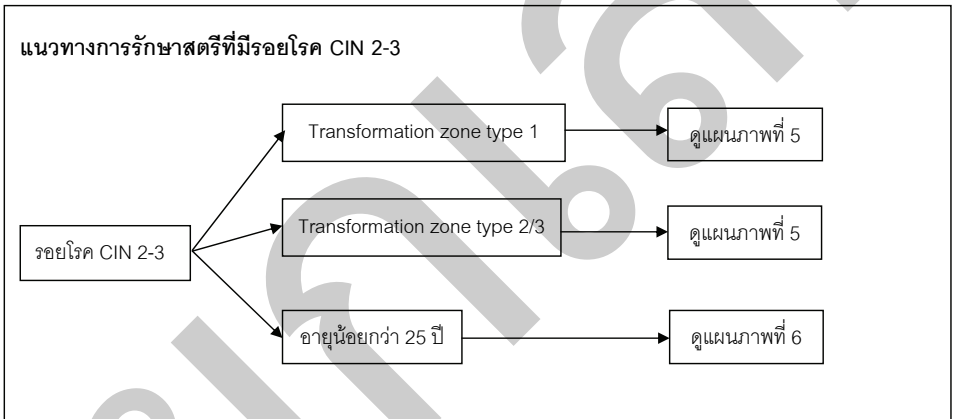 แนวทางการรักษาสตรีที่มีรอยโรค CIN 2-3
Transformation zone type 1
ดูแผนภาพที่ 5
Transformation zone type 2/3
ดูแผนภาพที่ 5
รอยโรค CIN 2-3
อายุน้อยกว่า 25 ปี
ดูแผนภาพที่ 6